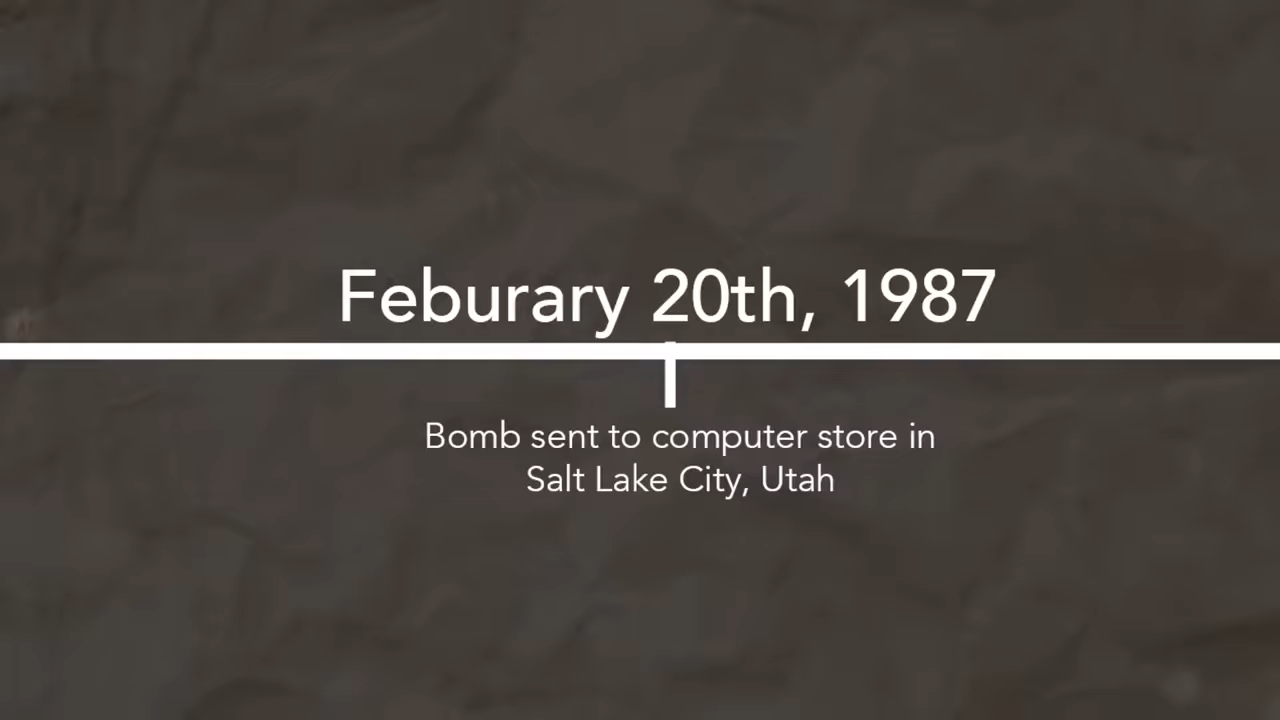 Feburary 20th, 1987
Bomb sent to computer store in
Salt Lake City, Utah